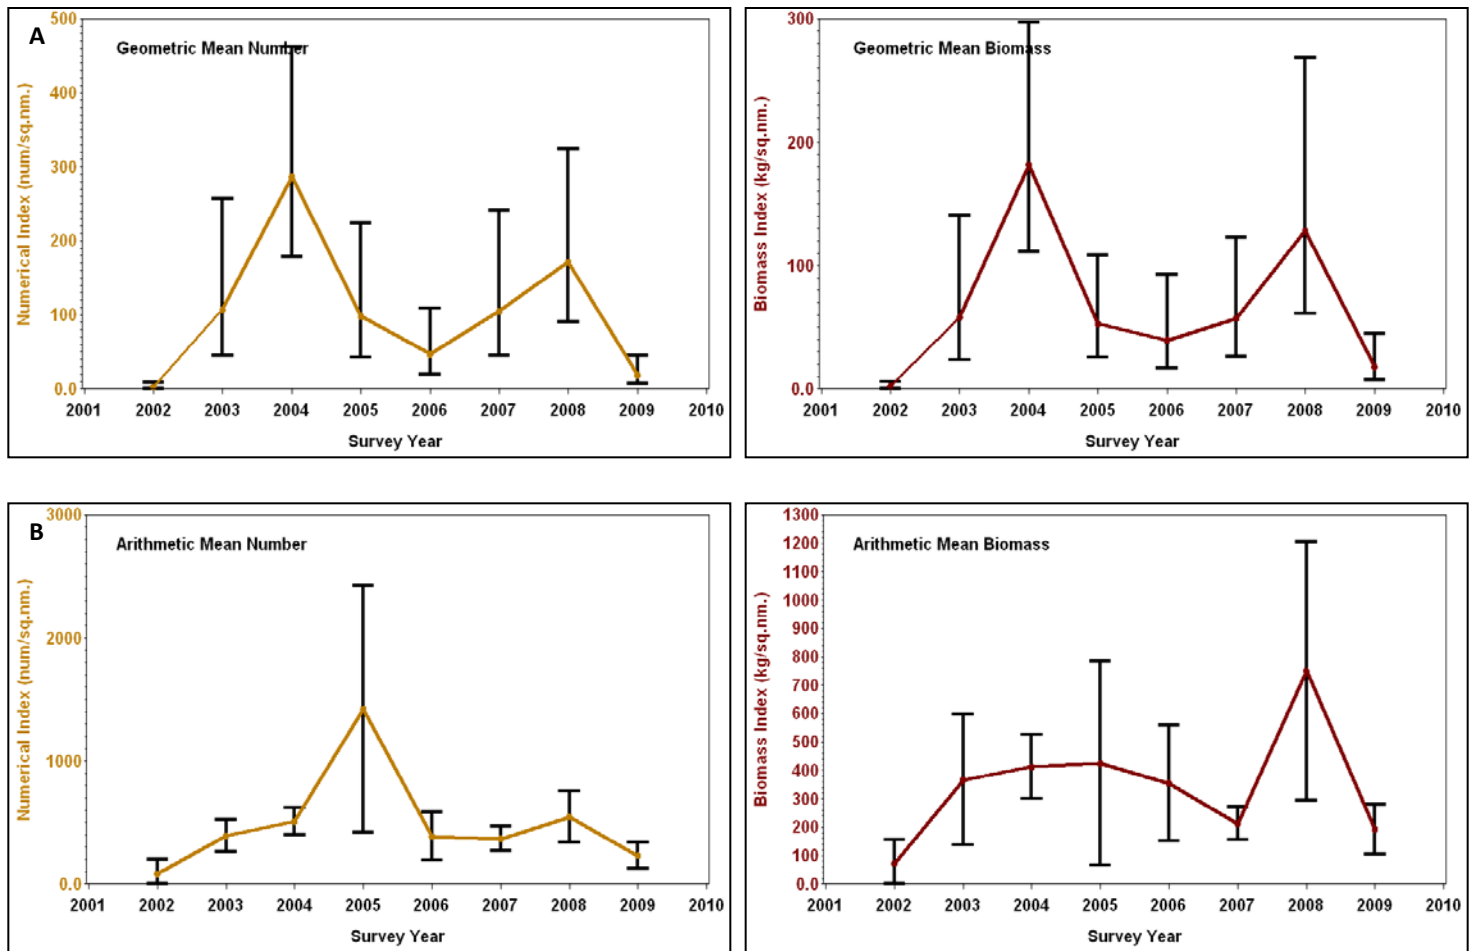 A
Geometric Mean Number
Numerical Index (num/sq.nm.)
500
400
300
200
100
0.0
2001 2002 2003 2004 2005 2006 2007 2008 2009 2010
Survey Year
Geometric Mean Biomass
Biomass Index (kg/sq.nm.)
300
200
100
0.0
2001 2002 2003 2004 2005 2006 2007 2008 2009 2010
Survey Year
B
Arithmetic Mean Number
Numerical Index (num/sq.nm.)
3000
2000
1000
0.0
2001 2002 2003 2004 2005 2006 2007 2008 2009 2010
Survey Year
Arithmetic Mean Biomass
Biomass Index (kg/sq.nm.)
1300
1200
1100
1000
900
800
700
600
500
400
300
200
100
0.0
2001 2002 2003 2004 2005 2006 2007 2008 2009 2010
Survey Year